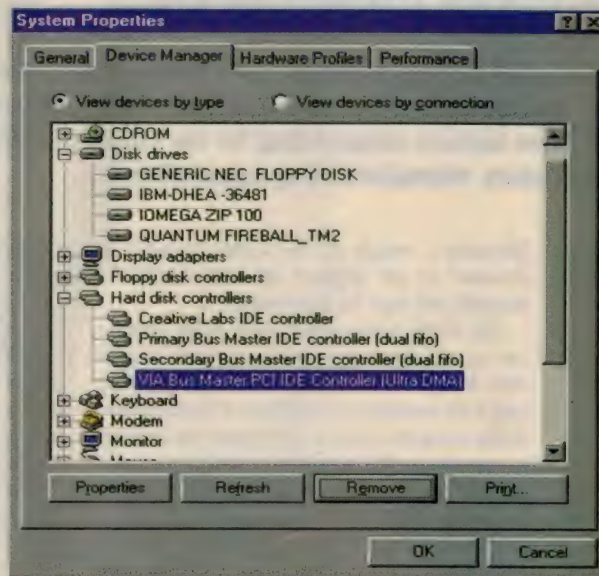 System Properties
General Device Manager Hardware Profiles Performance
View devices by type View devices by connection
CDROM
Disk drives
GENERIC NEC FLOPPY DISK
IBM-DHEA -36481
IOMEGA ZIP 100
QUANTUM FIREBALL_TM2
Display adapters
Floppy disk controllers
Hard disk controllers
Creative Labs IDE controller
Primary Bus Master IDE controller (dual fifo)
Secondary Bus Master IDE controller (dual fifo)
VIA Bus Master PCI IDE Controller (Ultra DMA)
Keyboard
Modem
Monitor
Mouse
Properties Refresh Remove Print...
OK Cancel